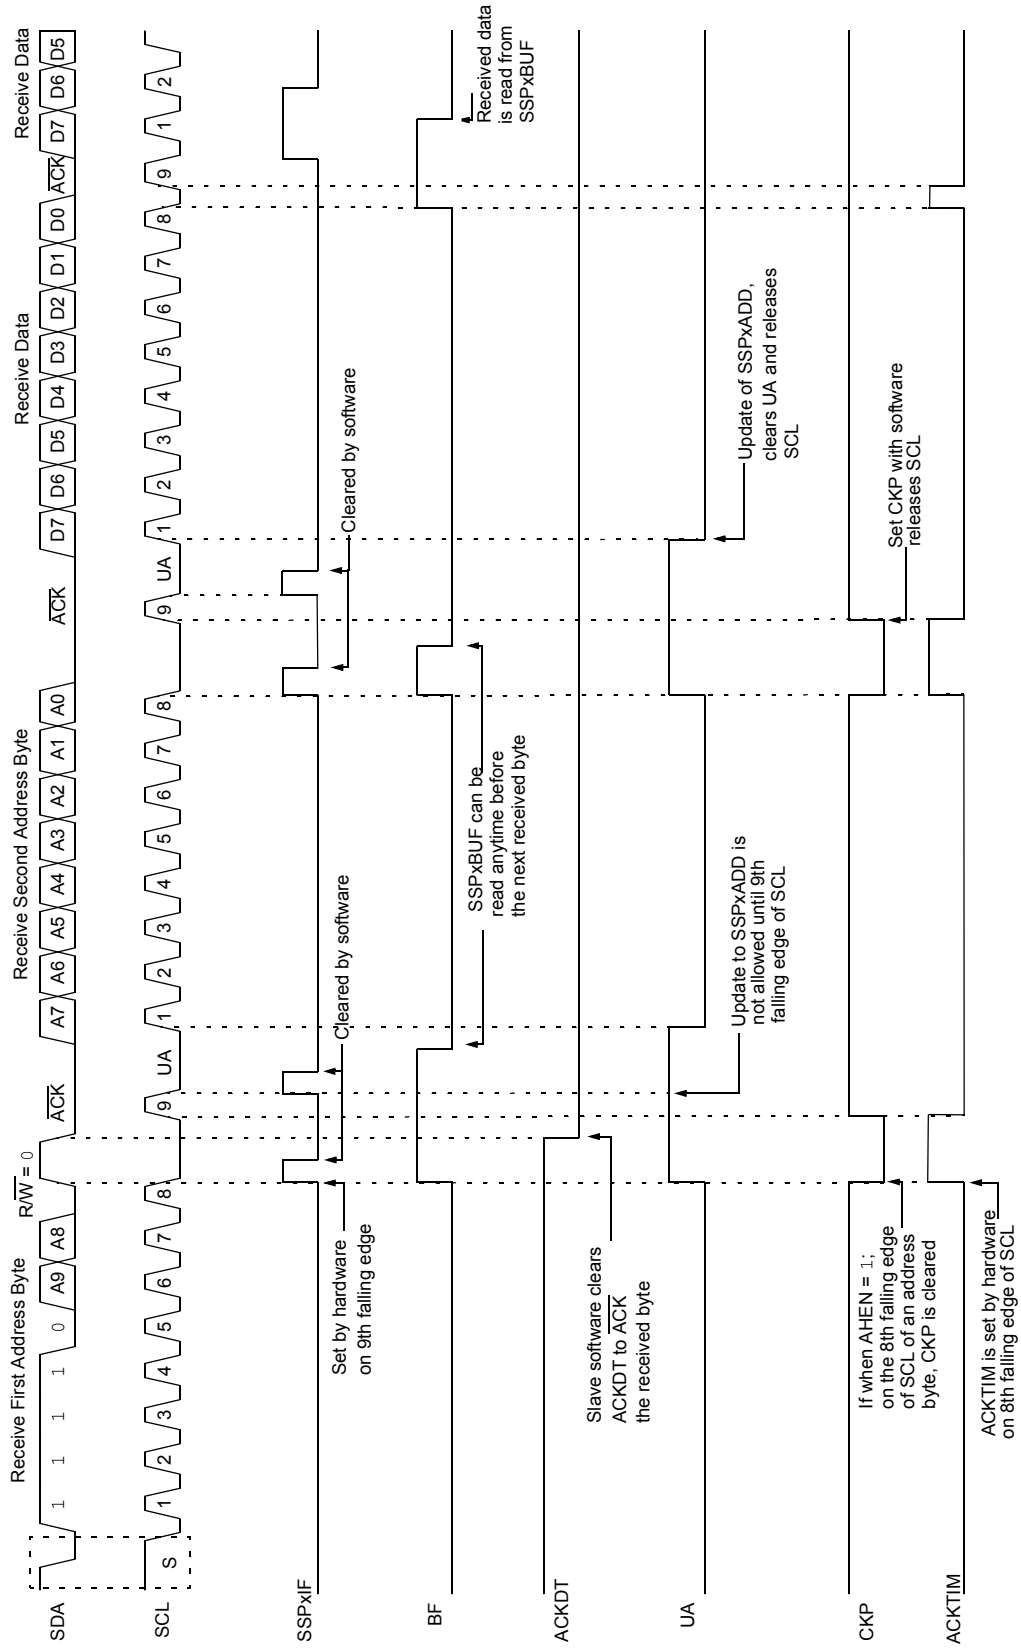 Receive First Address Byte
R/W = 0
Receive Second Address Byte
Receive Data
Receive Data
SDA
1 1 1 1 0 A9 A8
ACK
A7 A6 A5 A4 A3 A2 A1 A0
ACK
D7 D6 D5 D4 D3 D2 D1 D0
ACK
D7 D6 D5
SCL
S 1 2 3 4 5 6 7 8 9 UA 1 2 3 4 5 6 7 8 9 UA 1 2 3 4 5 6 7 8 9 1 2
SSPxIF
Set by hardware
on 9th falling edge
Cleared by software
Cleared by software
BF
SSPxBUF can be
read anytime before
the next received byte
Received data
is read from
SSPxBUF
ACKDT
Slave software clears
ACKDT to ACK
the received byte
UA
Update to SSPxADD is
not allowed until 9th
falling edge of SCL
Update of SSPxADD,
clears UA and releases
SCL
CKP
If when AHEN = 1;
on the 8th falling edge
of SCL of an address
byte, CKP is cleared
Set CKP with software
releases SCL
ACKTIM
ACKTIM is set by hardware
on 8th falling edge of SCL